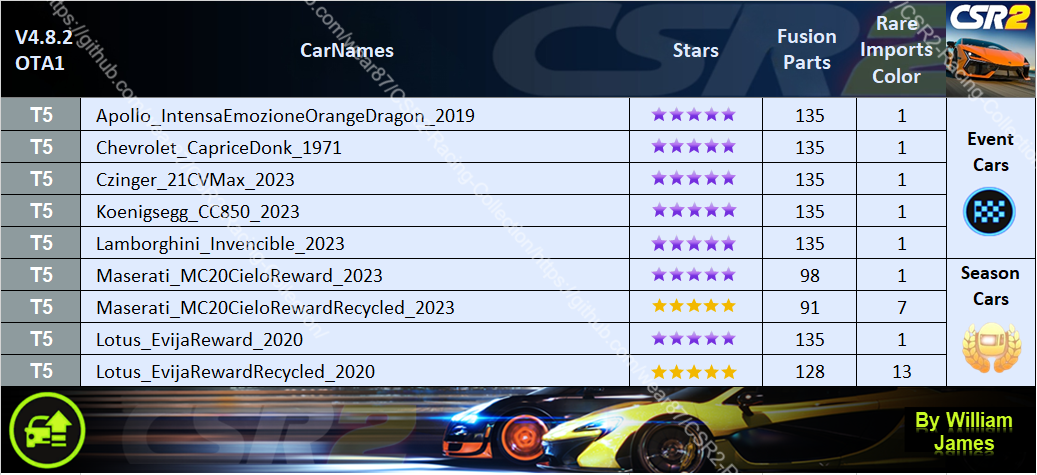 V4.8.2
OTA1
CarNames
Stars
Fusion
Parts
Rare
Imports
Color
CSR2
T5 Apollo_IntensaEmozioneOrangeDragon_2019 135 1
T5 Chevrolet_CapriceDonk_1971 135 1
T5 Czinger_21CVMax_2023 135 1
T5 Koenigsegg_CC850_2023 135 1
T5 Lamborghini_Invencible_2023 135 1
Event
Cars
T5 Maserati_MC20CieloReward_2023 98 1
T5 Maserati_MC20CieloRewardRecycled_2023 91 7
T5 Lotus_EvijaReward_2020 135 1
T5 Lotus_EvijaRewardRecycled_2020 128 13
Season
Cars
CSR2
By William
James